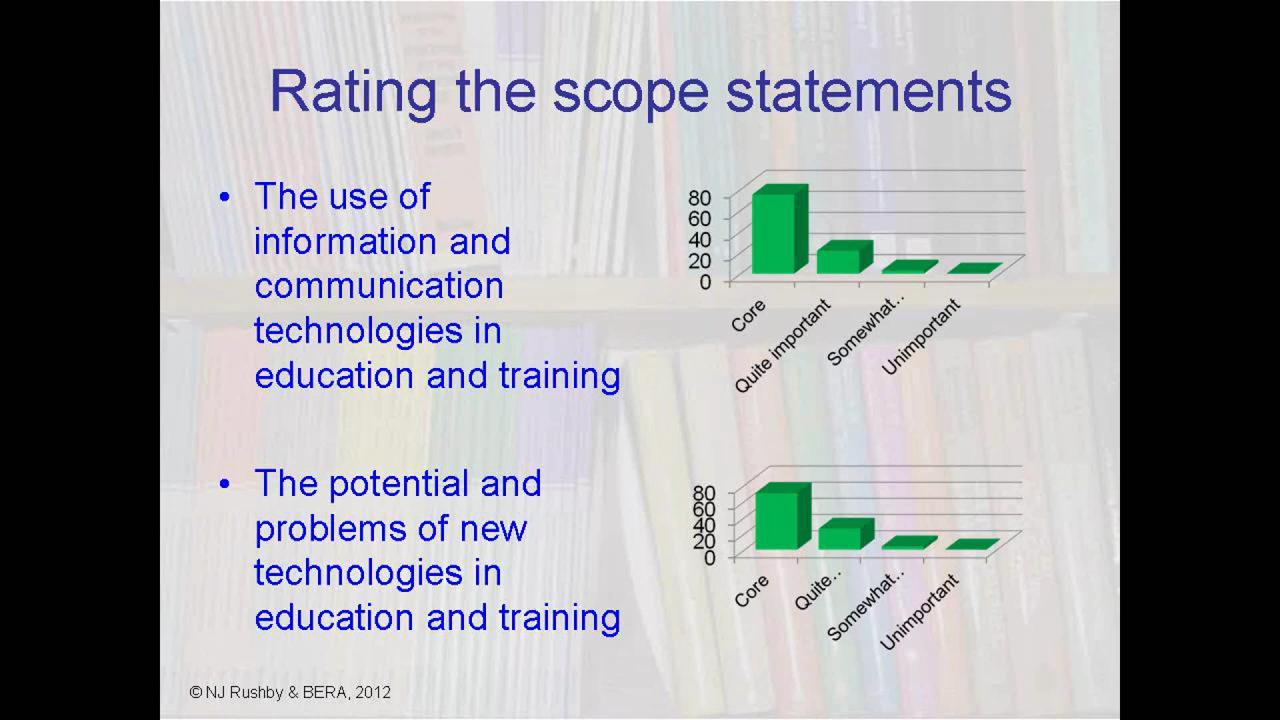 Rating the scope statements
• The use of
information and
communication
technologies in
education and training
80
60
40
20
0
Core
Quite important
Somewhat..
Unimportant
• The potential and
problems of new
technologies in
education and training
80
60
40
20
0
Core
Quite..
Somewhat..
Unimportant
© NJ Rushby & BERA, 2012